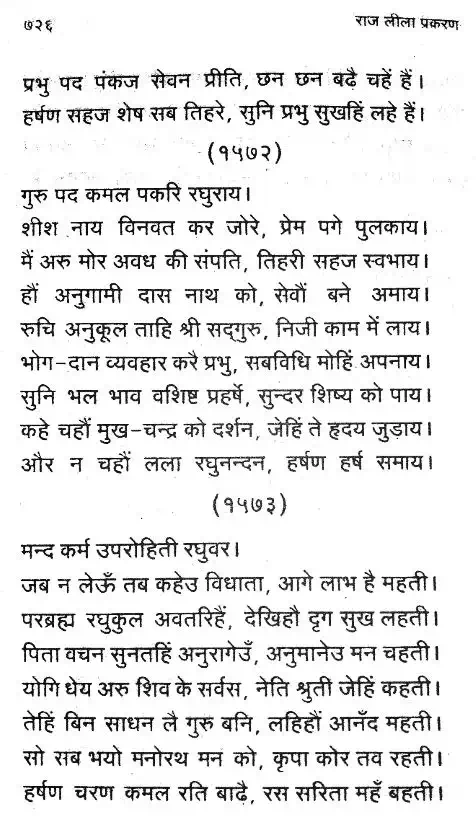 ७२६ राज लीला प्रकरण
प्रभु पद पंकज सेवन प्रीति, छन छन बढ़ै चहें हैं।
हर्षण सहज शेष सब तिहरे, सुनि प्रभु सुखहिं लहे हैं।
(१५७२)
गुरु पद कमल पकरि रघुराय।
शीश नाय विनवत कर जोरे, प्रेम पगे पुलकाय।
मैं अरु मोर अवध की संपति, तिहरी सहज स्वभाय।
हौं अनुगामी दास नाथ को, सेवौं बने अमाय।
रुचि अनुकूल ताहि श्री सद्गुरु, निजी काम में लाय।
भोग-दान व्यवहार करै प्रभु, सबविधि मोहिं अपनाय।
सुनि भल भाव वशिष्ट प्रहर्षे, सुन्दर शिष्य को पाय।
कहे चहौं मुख-चन्द्र को दर्शन, जेहिं ते हृदय जुड़ाय।
और न चहौं लला रघुनन्दन, हर्षण हर्ष समाय।
(१५७३)
मन्द कर्म उपरोहिती रघुवर।
जब न लेऊँ तब कहेउ विधाता, आगे लाभ है महती।
परब्रह्म रघुकुल अवतरिहैं, देखिहौ दृग सुख लहती।
पिता वचन सुनतहिं अनुरागेउँ, अनुमानेउ मन चहती।
योगि धेय अरु शिव के सर्वस, नेति श्रुती जेहिं कहती।
तेहिं बिन साधन लै गुरु बनि, लहिहौं आनँद महती।
सो सब भयो मनोरथ मन को, कृपा कोर तव रहती।
हर्षण चरण कमल रति बाढ़ै, रस सरिता महँ बहती।